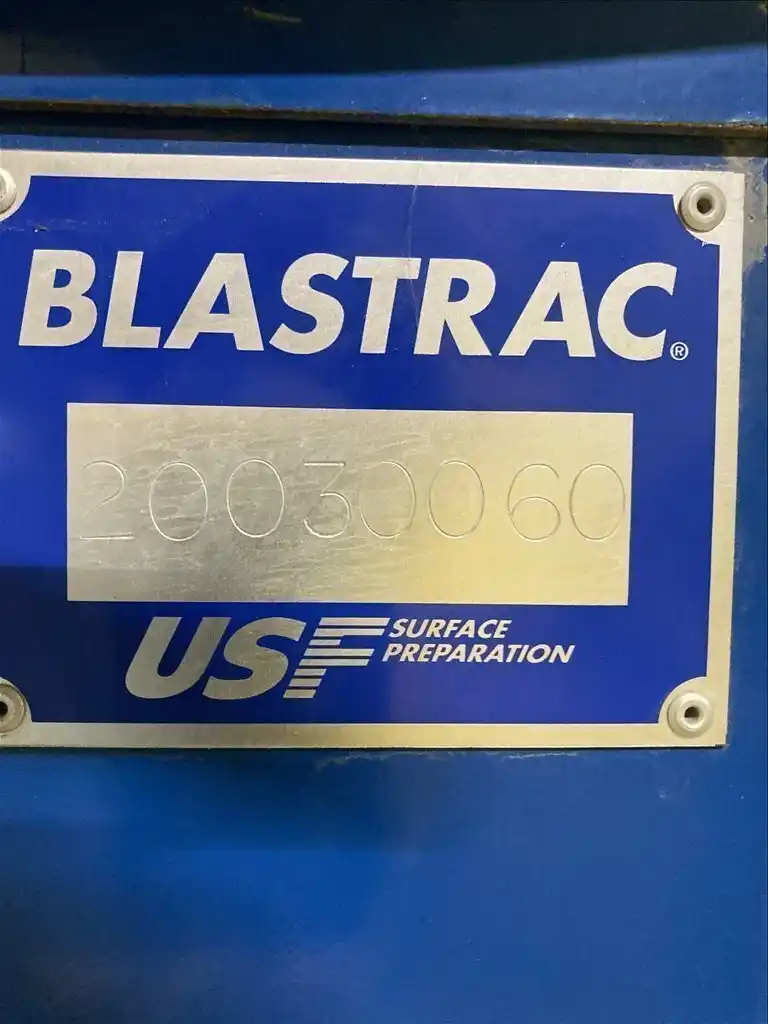 BLASTRAC®
20030060
USF SURFACE
PREPARATION